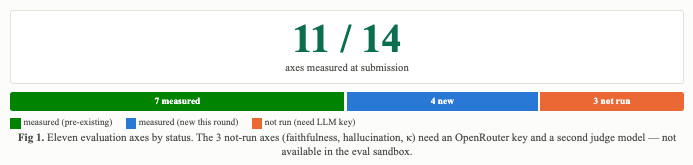 11 / 14
axes measured at submission
7 measured
4 new
3 not run
measured (pre-existing)
measured (new this round)
not run (need LLM key)
Fig 1. Eleven evaluation axes by status. The 3 not-run axes (faithfulness, hallucination, κ) need an OpenRouter key and a second judge model — not
available in the eval sandbox.